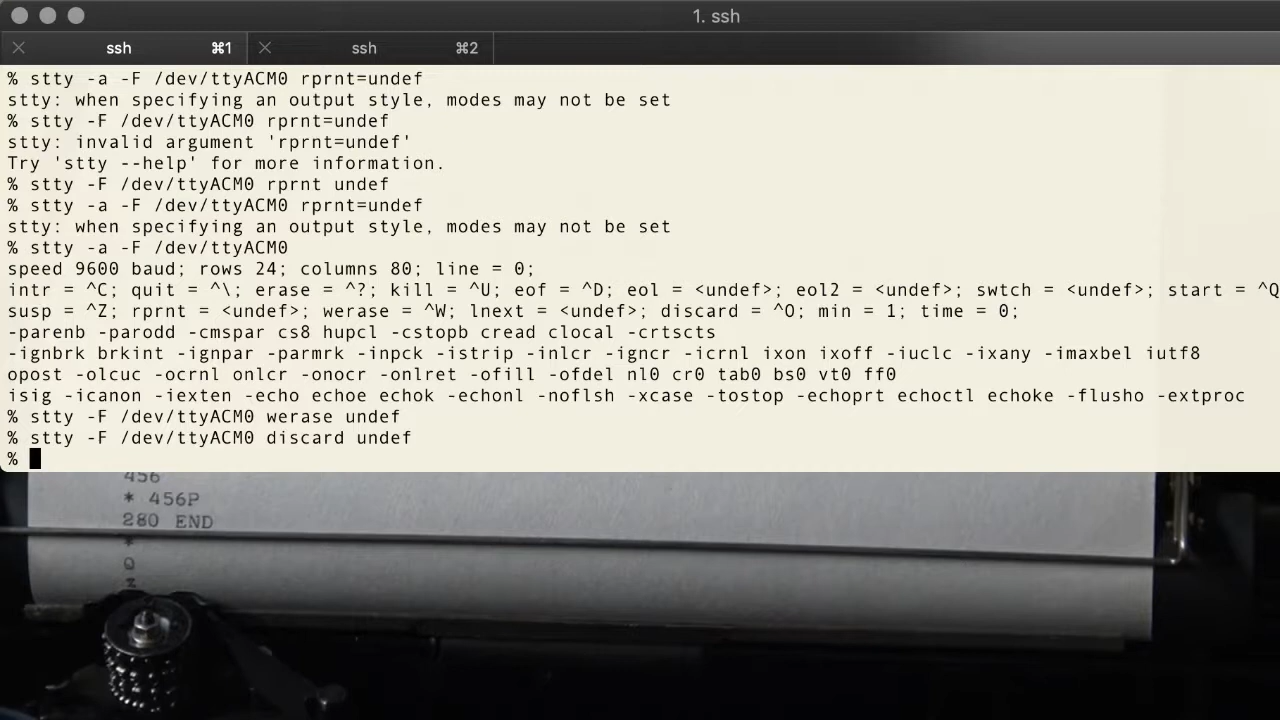 1. ssh
ssh ⌘1 ssh ⌘2
% stty -a -F /dev/ttyACM0 rprnt=undef
stty: when specifying an output style, modes may not be set
% stty -F /dev/ttyACM0 rprnt=undef
stty: invalid argument 'rprnt=undef'
Try 'stty --help' for more information.
% stty -F /dev/ttyACM0 rprnt undef
% stty -a -F /dev/ttyACM0 rprnt=undef
stty: when specifying an output style, modes may not be set
% stty -a -F /dev/ttyACM0
speed 9600 baud; rows 24; columns 80; line = 0;
intr = ^C; quit = ^\; erase = ^?; kill = ^U; eof = ^D; eol = <undef>; eol2 = <undef>; swtch = <undef>; start = ^Q
susp = ^Z; rprnt = <undef>; werase = ^W; lnext = <undef>; discard = ^O; min = 1; time = 0;
-parenb -parodd -cmspar cs8 hupcl -cstopb cread clocal -crtscts
-ignbrk brkint -ignpar -parmrk -inpck -istrip -inlcr -igncr -icrnl ixon ixoff -iuclc -ixany -imaxbel iutf8
opost -olcuc -ocrnl onlcr -onocr -onlret -ofill -ofdel nl0 cr0 tab0 bs0 vt0 ff0
isig -icanon -iexten -echo echoe echok -echonl -noflsh -xcase -tostop -echoprt echoctl echoke -flusho -extproc
% stty -F /dev/ttyACM0 werase undef
% stty -F /dev/ttyACM0 discard undef
%
456
* 456P
280 END
*
Q
%